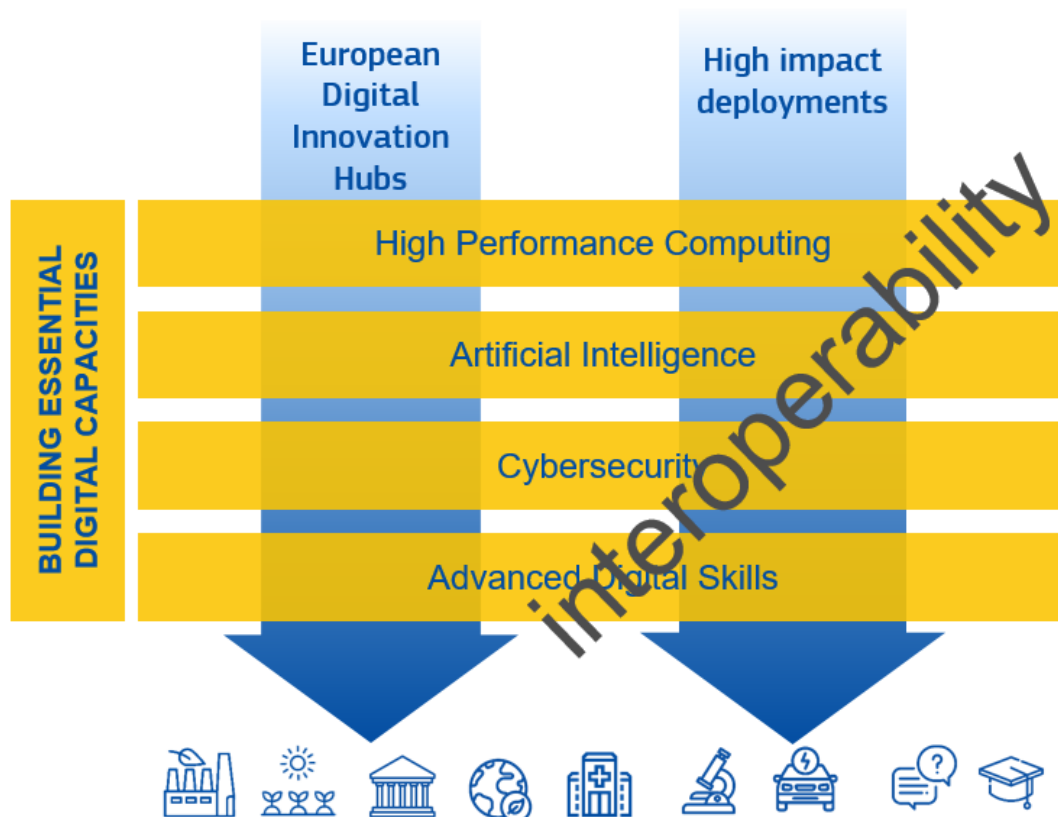 European
Digital
Innovation
Hubs
High impact
deployments
BUILDING ESSENTIAL
DIGITAL CAPACITIES
High Performance Computing
Artificial Intelligence
Cybersecurity
Advanced Digital Skills
interoperability
?